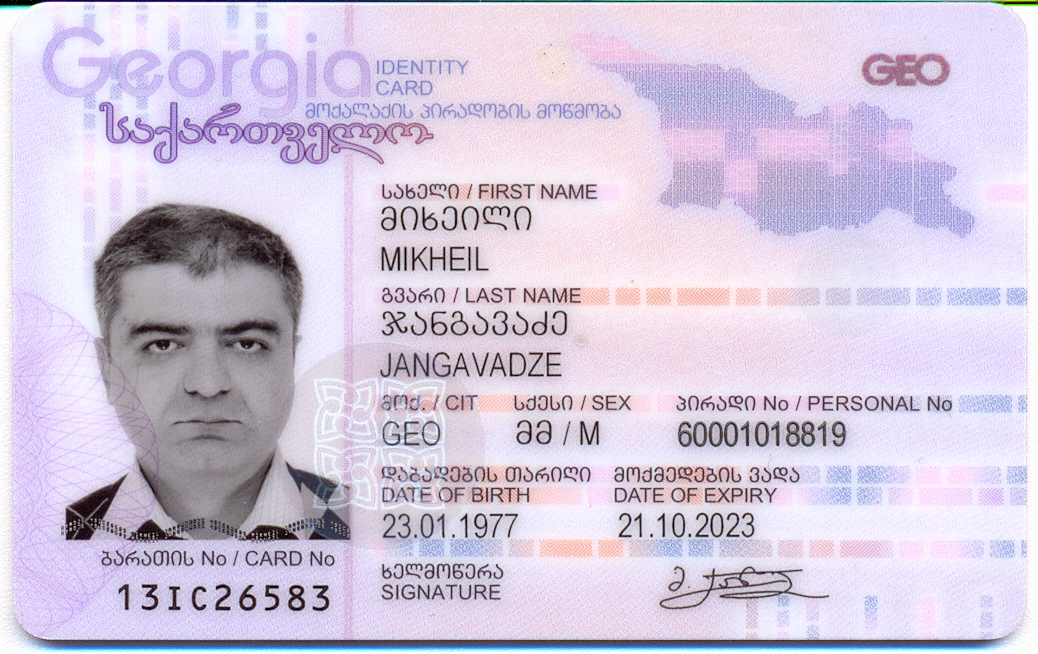 Georgia IDENTITY CARD GEO
საქართველო მოქალაქის პირადობის მოწმობა
სახელი / FIRST NAME
მიხეილი
MIKHEIL
გვარი / LAST NAME
ჯანგავაძე
JANGAVADZE
მოქ. / CIT სქესი / SEX პირადი No / PERSONAL No
GEO მმ / M 60001018819
დაბადების თარიღი მოქმედების ვადა
DATE OF BIRTH DATE OF EXPIRY
23.01.1977 21.10.2023
ბარათის No / CARD No
13IC26583
ხელმოწერა
SIGNATURE